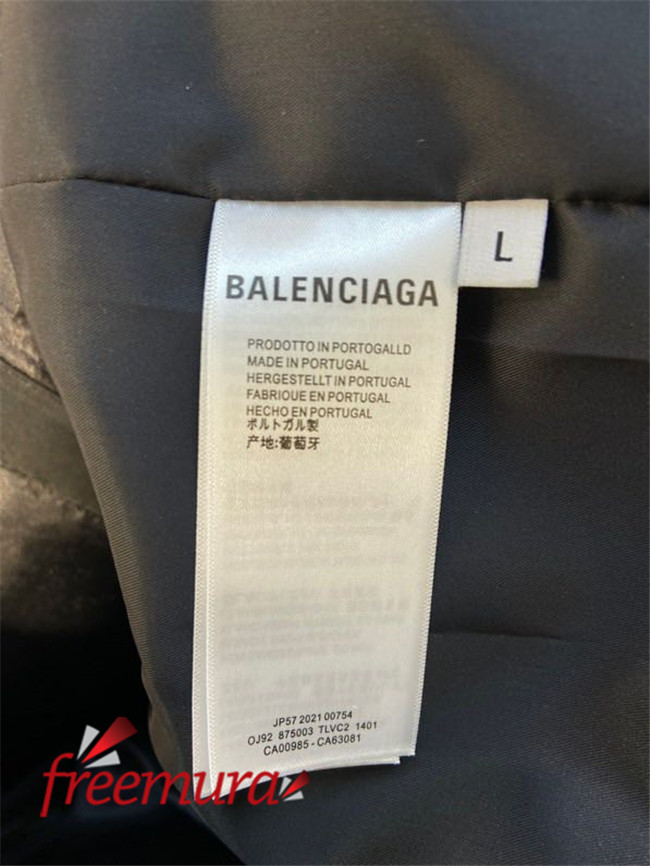 L
BALENCIAGA
PRODOTTO IN PORTOGALLD
MADE IN PORTUGAL
HERGESTELLT IN PORTUGAL
FABRIQUE EN PORTUGAL
HECHO EN PORTUGAL
ポルトガル製
产地:葡萄牙
JP57 2021 00754
OJ92 875003 TLVC2 1401
CA00985 - CA63081
freemura